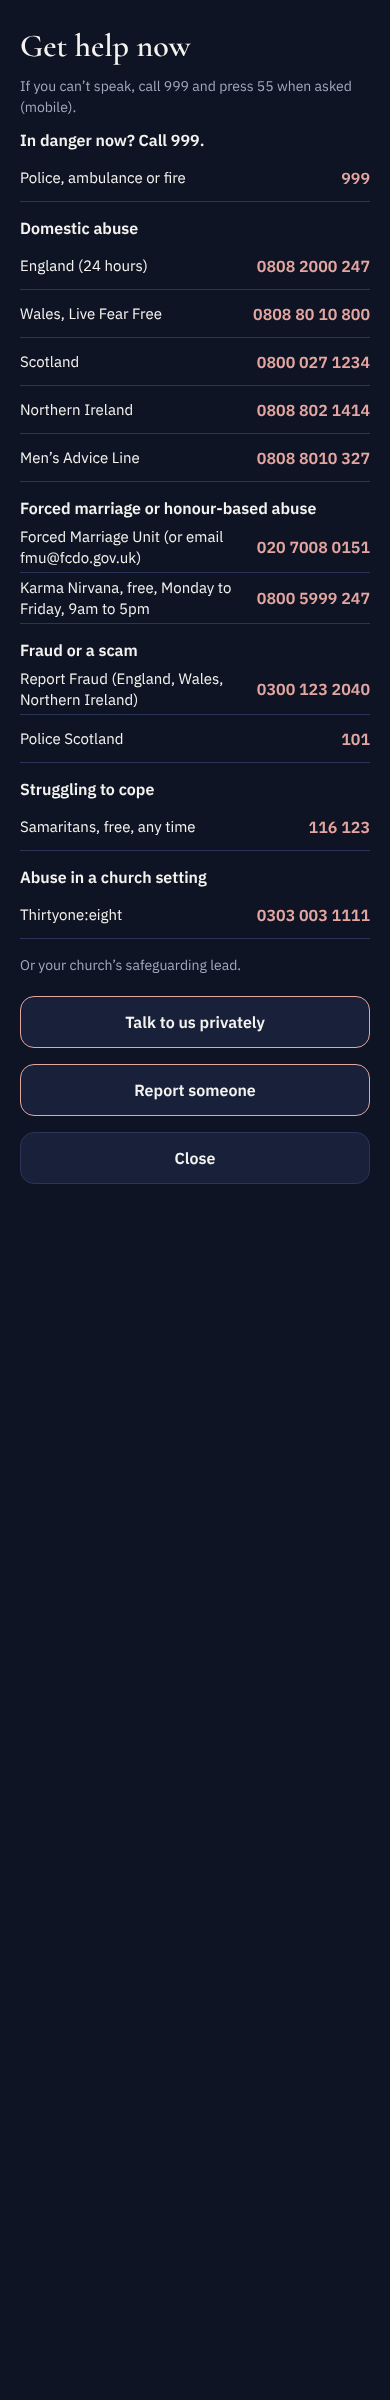 Get help now
If you can’t speak, call 999 and press 55 when asked
(mobile).
In danger now? Call 999.
Police, ambulance or fire 999
Domestic abuse
England (24 hours) 0808 2000 247
Wales, Live Fear Free 0808 80 10 800
Scotland 0800 027 1234
Northern Ireland 0808 802 1414
Men’s Advice Line 0808 8010 327
Forced marriage or honour-based abuse
Forced Marriage Unit (or email
fmu@fcdo.gov.uk) 020 7008 0151
Karma Nirvana, free, Monday to
Friday, 9am to 5pm 0800 5999 247
Fraud or a scam
Report Fraud (England, Wales,
Northern Ireland) 0300 123 2040
Police Scotland 101
Struggling to cope
Samaritans, free, any time 116 123
Abuse in a church setting
Thirtyone:eight 0303 003 1111
Or your church’s safeguarding lead.
Talk to us privately
Report someone
Close